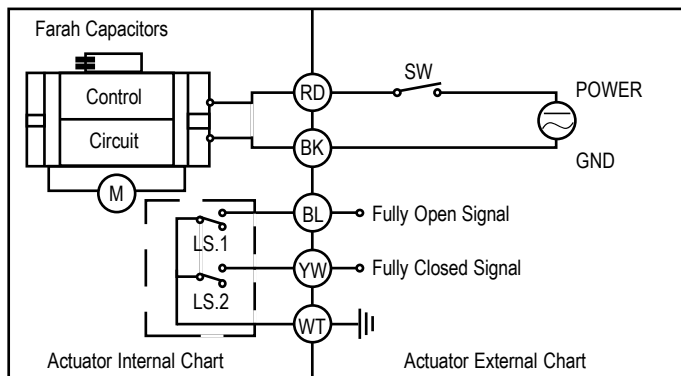 Farah Capacitors
Control
Circuit
M
RD
SW
POWER
BK
GND
BL
Fully Open Signal
LS.1
YW
Fully Closed Signal
LS.2
WT
Actuator Internal Chart
Actuator External Chart